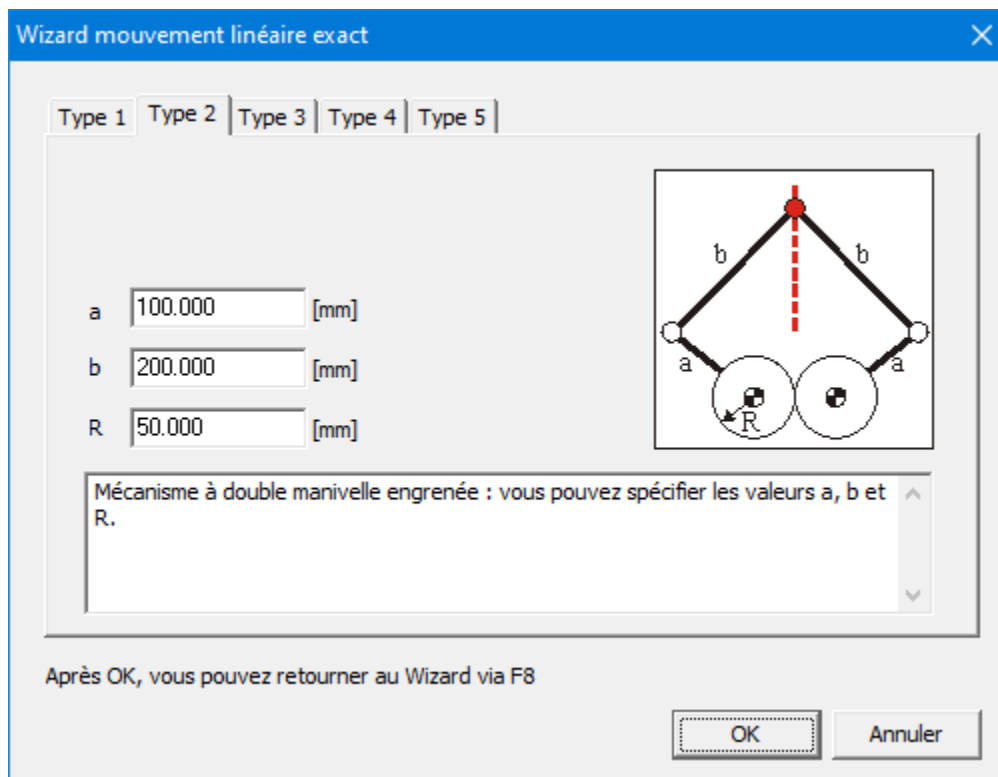 Wizard mouvement linéaire exact
Type 1 Type 2 Type 3 Type 4 Type 5
b b
a 100.000 [mm]
a a
b 200.000 [mm]
R
R 50.000 [mm]
Mécanisme à double manivelle engrenée : vous pouvez spécifier les valeurs a, b et
R.
Après OK, vous pouvez retourner au Wizard via F8
OK Annuler